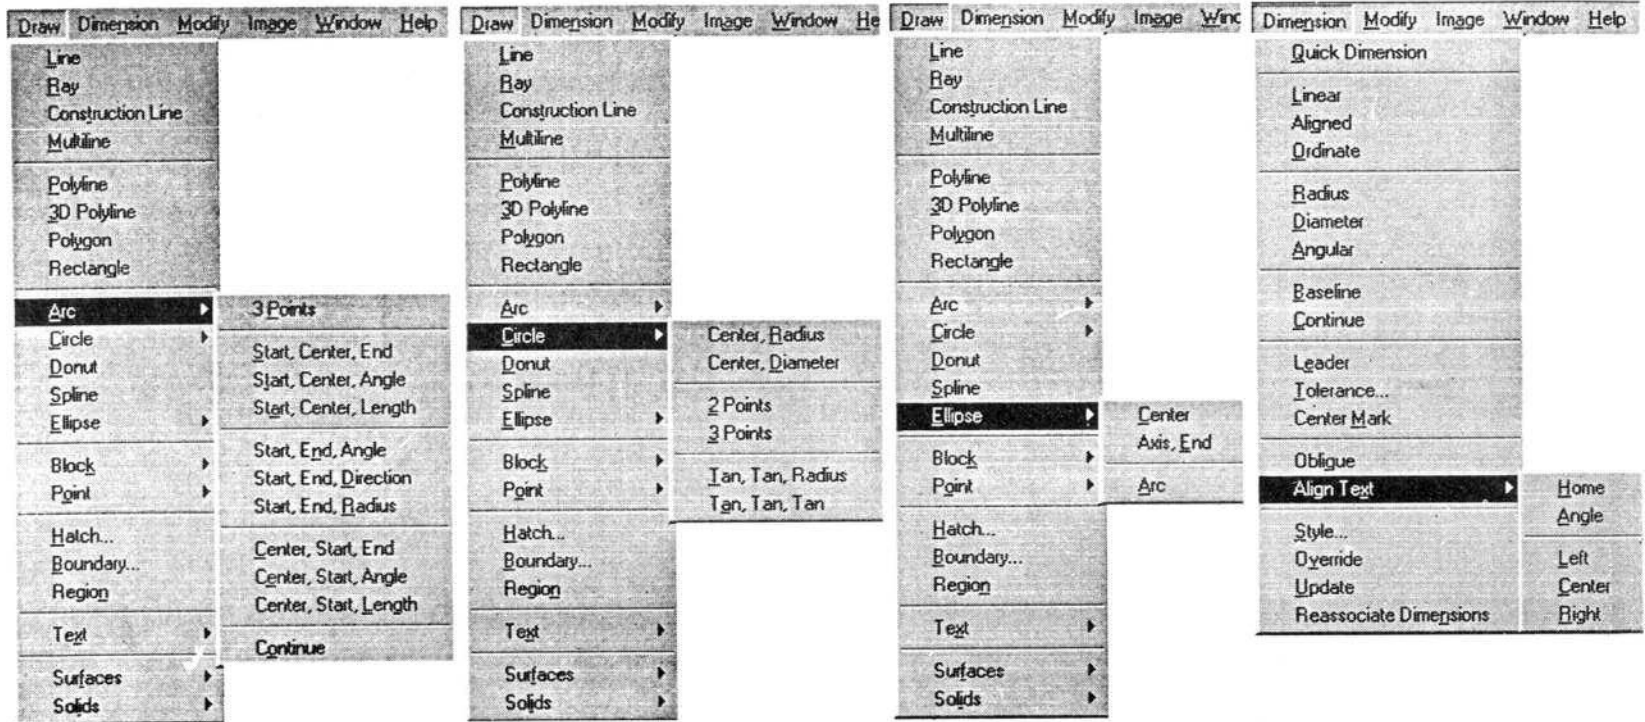 Draw Dimension Modify Image Window Help
Line
Ray
Construction Line
Multiline
Polyline
3D Polyline
Polygon
Rectangle
Arc
Circle
Donut
Spline
Ellipse
Block
Point
Hatch...
Boundary...
Region
Text
Surfaces
Solids
3 Points
Start, Center, End
Start, Center, Angle
Start, Center, Length
Start, End, Angle
Start, End, Direction
Start, End, Radius
Center, Start, End
Center, Start, Angle
Center, Start, Length
Continue
Draw Dimension Modify Image Window He
Line
Ray
Construction Line
Multiline
Polyline
3D Polyline
Polygon
Rectangle
Arc
Circle
Donut
Spline
Ellipse
Block
Point
Hatch...
Boundary...
Region
Text
Surfaces
Solids
Center, Radius
Center, Diameter
2 Points
3 Points
Tan, Tan, Radius
Tan, Tan, Tan
Draw Dimension Modify Image Winc
Line
Ray
Construction Line
Multiline
Polyline
3D Polyline
Polygon
Rectangle
Arc
Circle
Donut
Spline
Ellipse
Block
Point
Hatch...
Boundary...
Region
Text
Surfaces
Solids
Center
Axis, End
Arc
Dimension Modify Image Window Help
Quick Dimension
Linear
Aligned
Ordinate
Radius
Diameter
Angular
Baseline
Continue
Leader
Tolerance...
Center Mark
Obligue
Align Text
Style...
Override
Update
Reassociate Dimensions
Home
Angle
Left
Center
Right